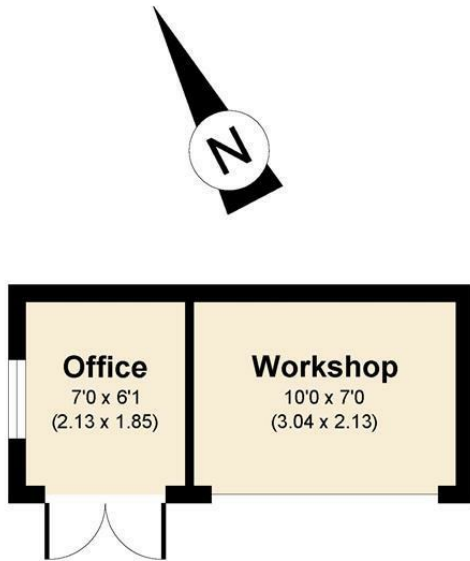 N
Office
7'0 x 6'1
(2.13 x 1.85)
Workshop
10'0 x 7'0
(3.04 x 2.13)